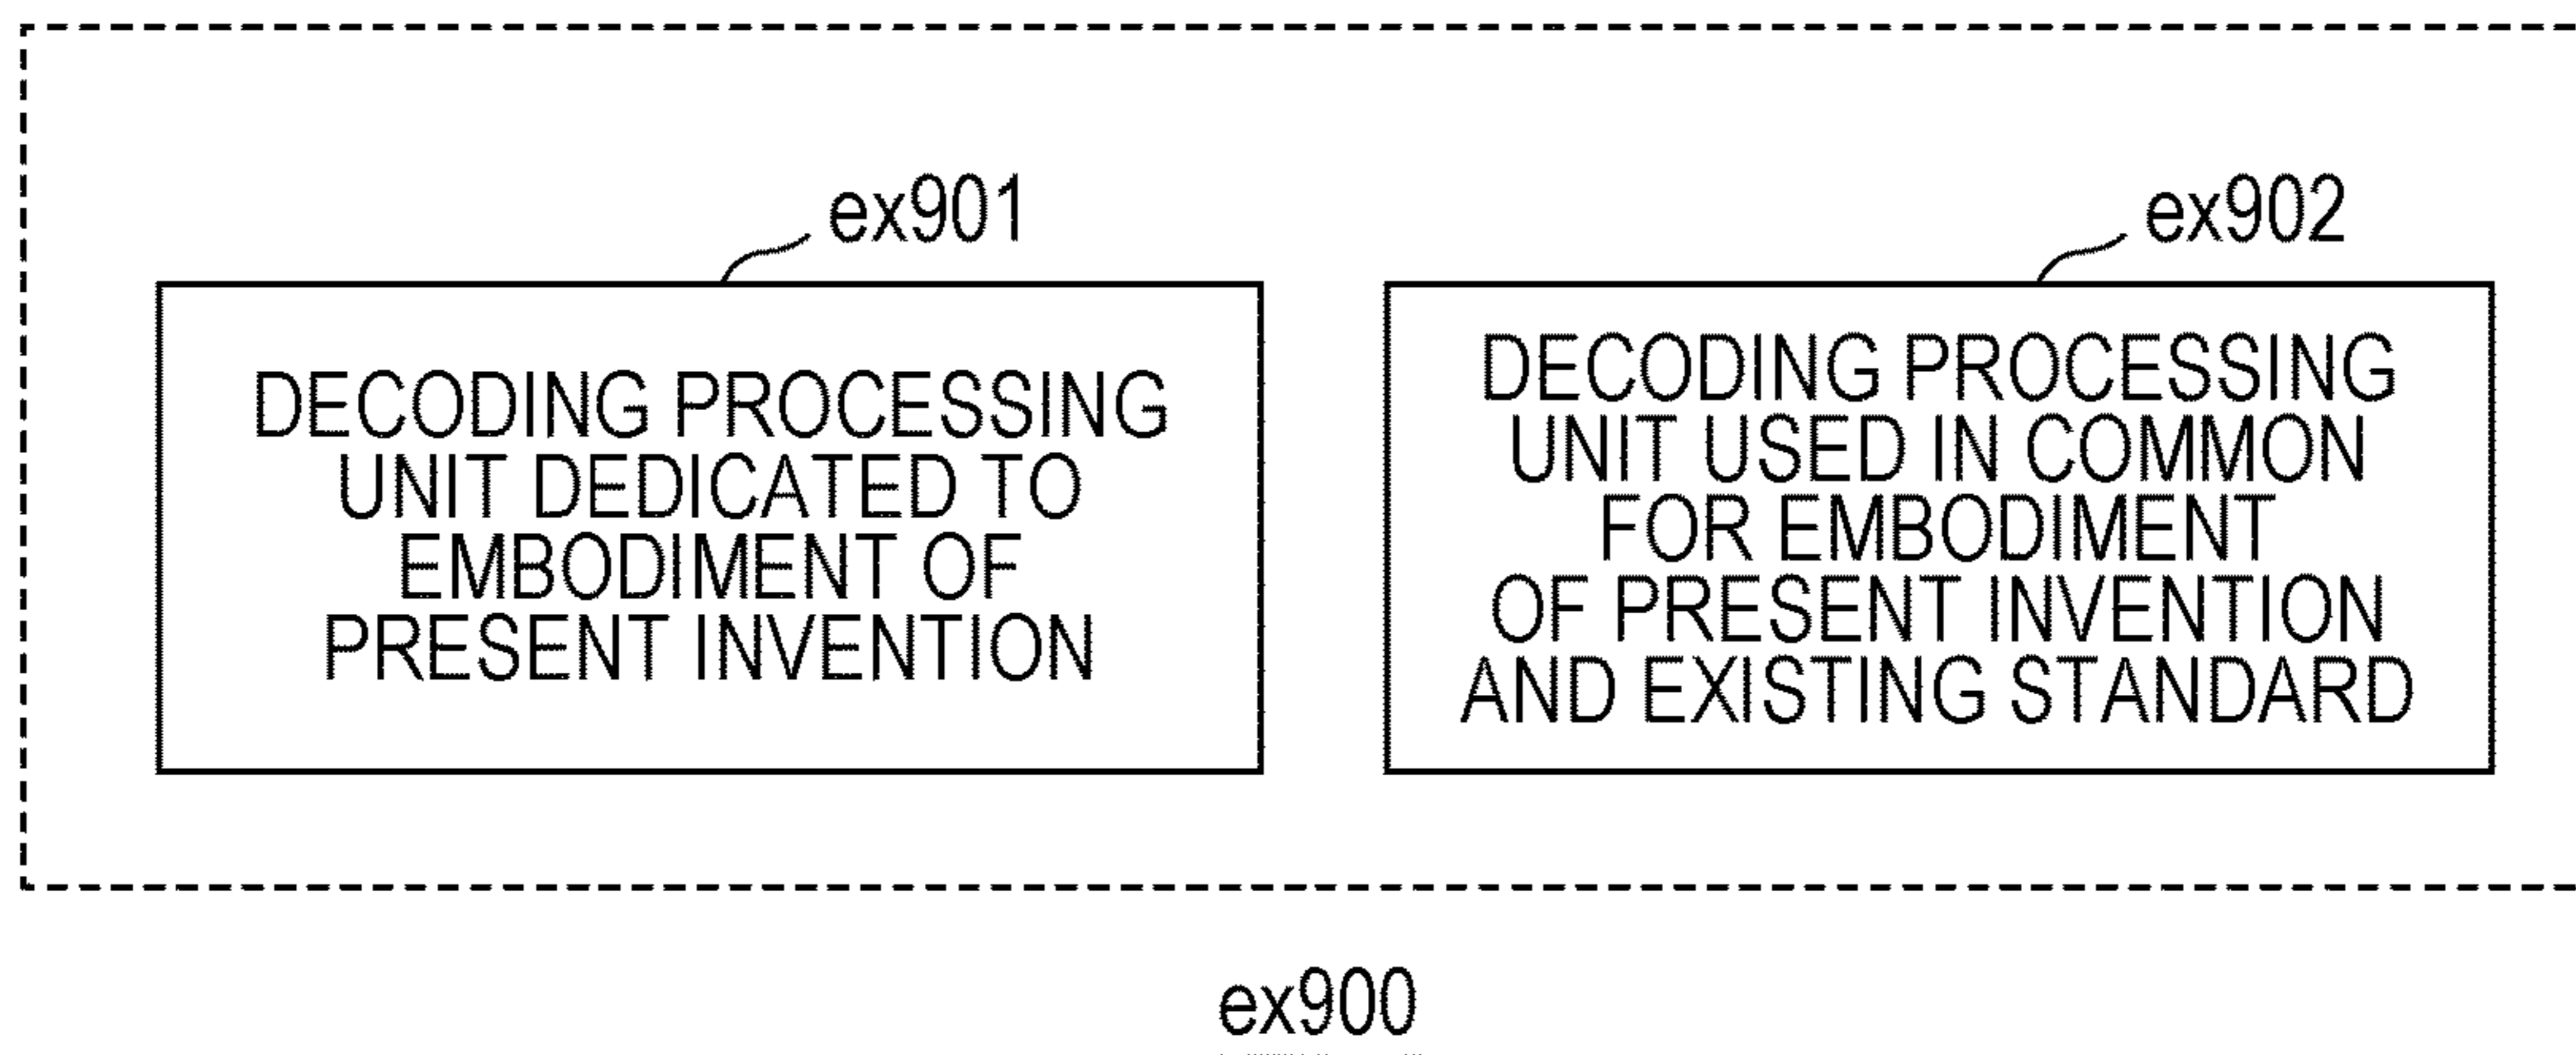 ex901
DECODING PROCESSING
UNIT DEDICATED TO
EMBODIMENT OF
PRESENT INVENTION
ex902
DECODING PROCESSING
UNIT USED IN COMMON
FOR EMBODIMENT
OF PRESENT INVENTION
AND EXISTING STANDARD
ex900